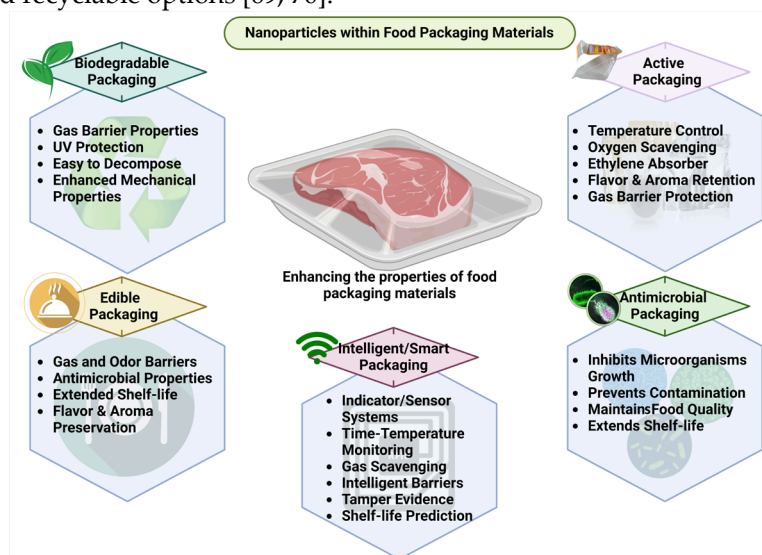 d recyclable options [69,70].
Nanoparticles within Food Packaging Materials
Biodegradable
Packaging
• Gas Barrier Properties
• UV Protection
• Easy to Decompose
• Enhanced Mechanical
Properties
Active
Packaging
• Temperature Control
• Oxygen Scavenging
• Ethylene Absorber
• Flavor & Aroma Retention
• Gas Barrier Protection
Enhancing the properties of food
packaging materials
Edible
Packaging
• Gas and Odor Barriers
• Antimicrobial Properties
• Extended Shelf-life
• Flavor & Aroma
Preservation
Intelligent/Smart
Packaging
• Indicator/Sensor
Systems
• Time-Temperature
Monitoring
• Gas Scavenging
• Intelligent Barriers
• Tamper Evidence
• Shelf-life Prediction
Antimicrobial
Packaging
• Inhibits Microorganisms
Growth
• Prevents Contamination
• MaintainsFood Quality
• Extends Shelf-life